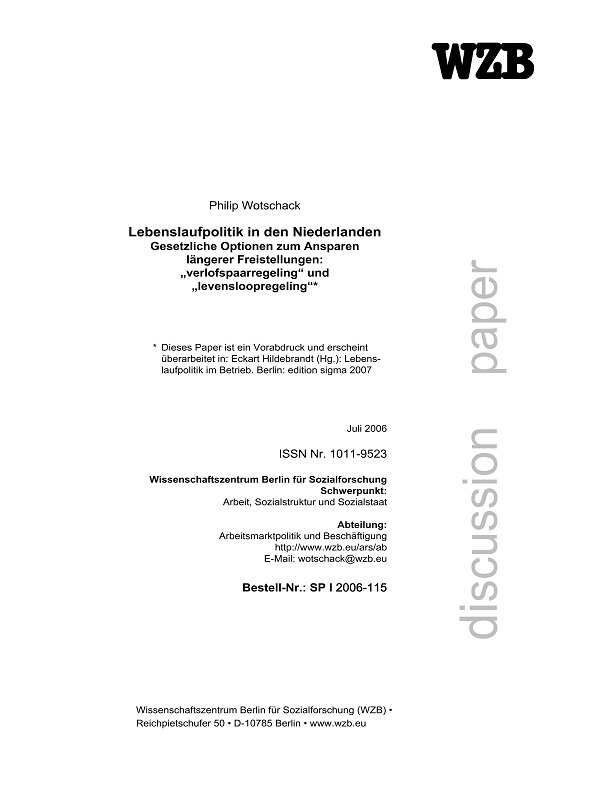 WZB
Philip Wotschack
Lebenslaufpolitik in den Niederlanden
Gesetzliche Optionen zum Ansparen
längerer Freistellungen:
„verlofspaarregeling“ und
„levensloopregeling“*
* Dieses Paper ist ein Vorabdruck und erscheint
überarbeitet in: Eckart Hildebrandt (Hg.): Lebens-
laufpolitik im Betrieb. Berlin: edition sigma 2007
Juli 2006
ISSN Nr. 1011-9523
Wissenschaftszentrum Berlin für Sozialforschung
Schwerpunkt:
Arbeit, Sozialstruktur und Sozialstaat
Abteilung:
Arbeitsmarktpolitik und Beschäftigung
http://www.wzb.eu/ars/ab
E-Mail: wotschack@wzb.eu
Bestell-Nr.: SP I 2006-115
discussion paper
Wissenschaftszentrum Berlin für Sozialforschung (WZB) •
Reichpietschufer 50 • D-10785 Berlin • www.wzb.eu